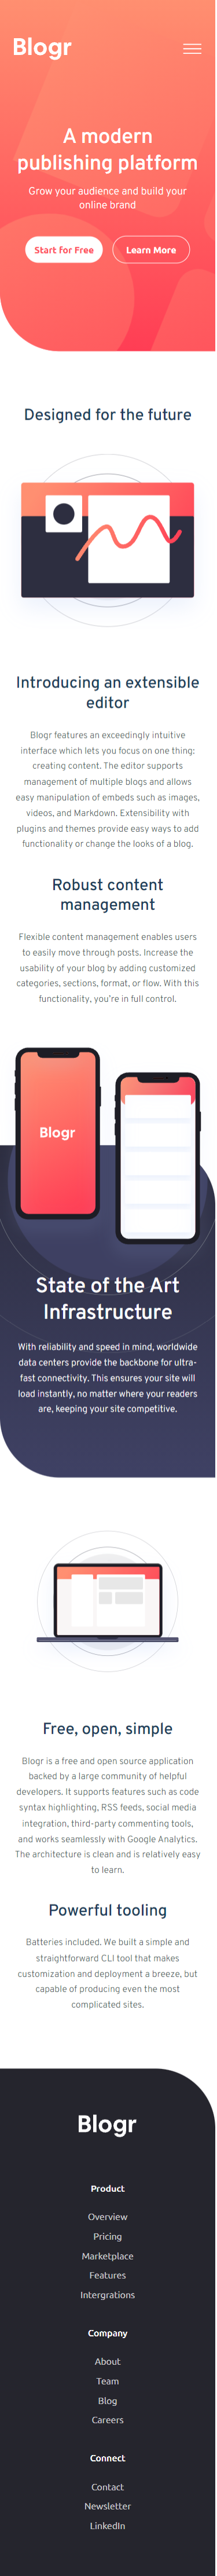 Blogr
A modern
publishing platform
Grow your audience and build your
online brand
Start for Free
Learn More
Designed for the future
Introducing an extensible
editor
Blogr features an exceedingly intuitive
interface which lets you focus on one thing:
creating content. The editor supports
management of multiple blogs and allows
easy manipulation of embeds such as images,
videos, and Markdown. Extensibility with
plugins and themes provide easy ways to add
functionality or change the looks of a blog.
Robust content
management
Flexible content management enables users
to easily move through posts. Increase the
usability of your blog by adding customized
categories, sections, format, or flow. With this
functionality, you're in full control.
Blogr
State of the Art
Infrastructure
With reliability and speed in mind, worldwide
data centers provide the backbone for ultra-
fast connectivity. This ensures your site will
load instantly, no matter where your readers
are, keeping your site competitive.
Free, open, simple
Blogr is a free and open source application
backed by a large community of helpful
developers. It supports features such as code
syntax highlighting, RSS feeds, social media
integration, third-party commenting tools,
and works seamlessly with Google Analytics.
The architecture is clean and is relatively easy
to learn.
Powerful tooling
Batteries included. We built a simple and
straightforward CLI tool that makes
customization and deployment a breeze, but
capable of producing even the most
complicated sites.
Blogr
Product
Overview
Pricing
Marketplace
Features
Intergrations
Company
About
Team
Blog
Careers
Connect
Contact
Newsletter
LinkedIn